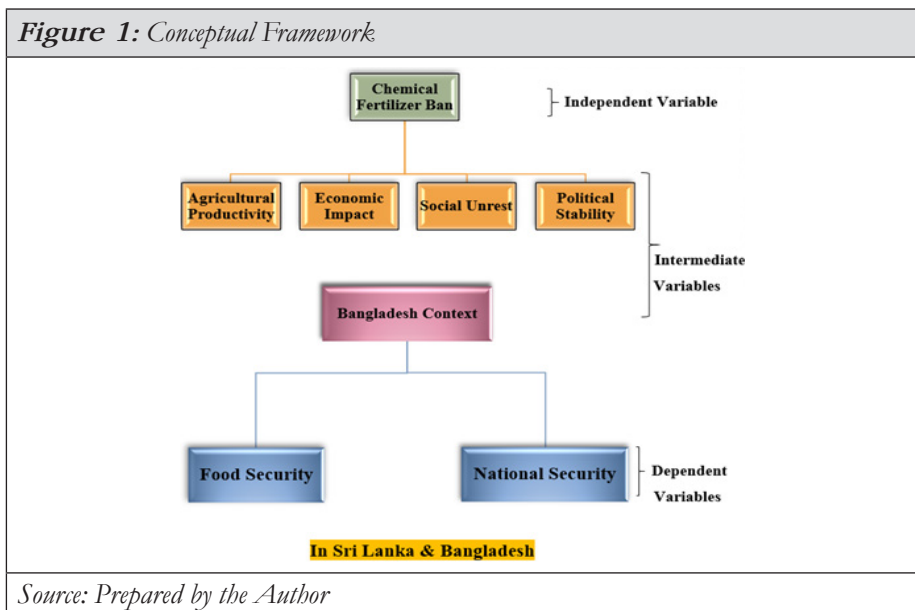 Figure 1: Conceptual Framework
Chemical
Fertilizer Ban
Independent Variable
Agricultural
Productivity
Economic
Impact
Social Unrest
Political
Stability
Intermediate
Variables
Bangladesh Context
Food Security
National Security
Dependent
Variables
In Sri Lanka & Bangladesh
Source: Prepared by the Author